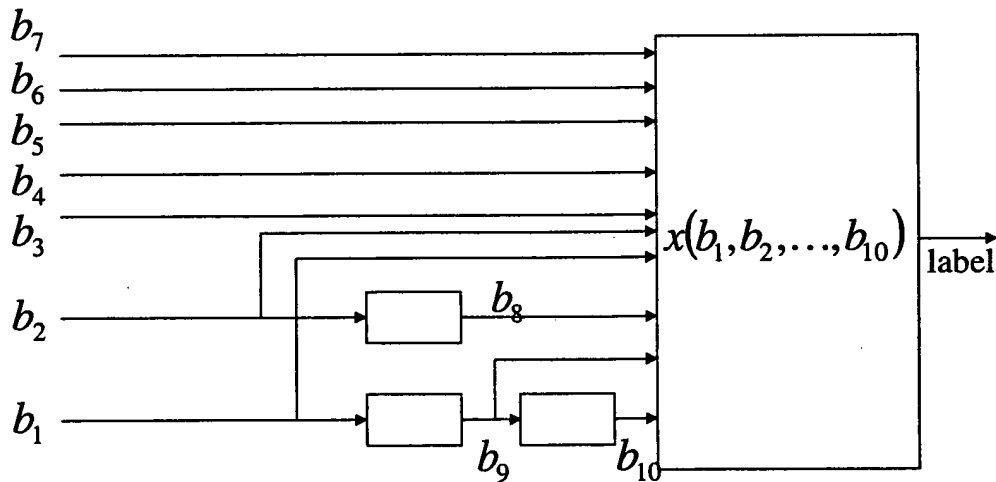 b₇
b₆
b₅
b₄
b₃
x(b₁,b₂,...,b₁₀)
label
b₂
b₈
b₁
b₉
b₁₀